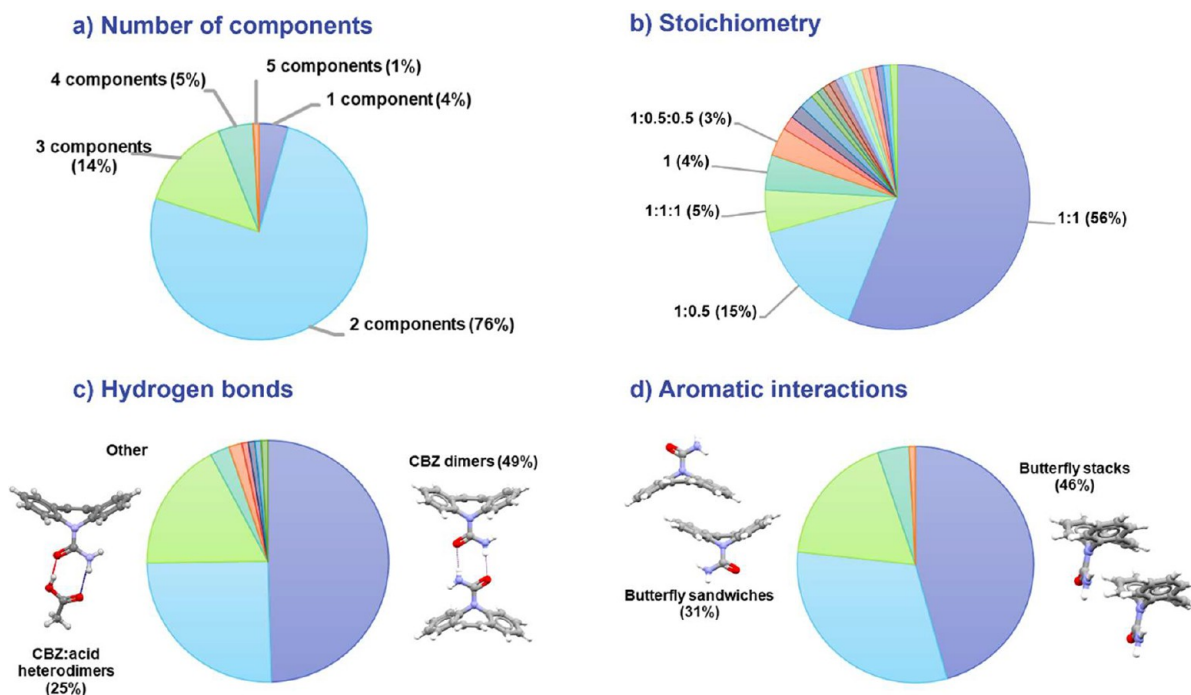 a) Number of components
5 components (1%)
4 components (5%)
1 component (4%)
3 components
(14%)
2 components (76%)
b) Stoichiometry
1:0.5:0.5 (3%)
1 (4%)
1:1:1 (5%)
1:1 (56%)
1:0.5 (15%)
c) Hydrogen bonds
Other
CBZ dimers (49%)
CBZ:acid
heterodimers
(25%)
d) Aromatic interactions
Butterfly stacks
(46%)
Butterfly sandwiches
(31%)